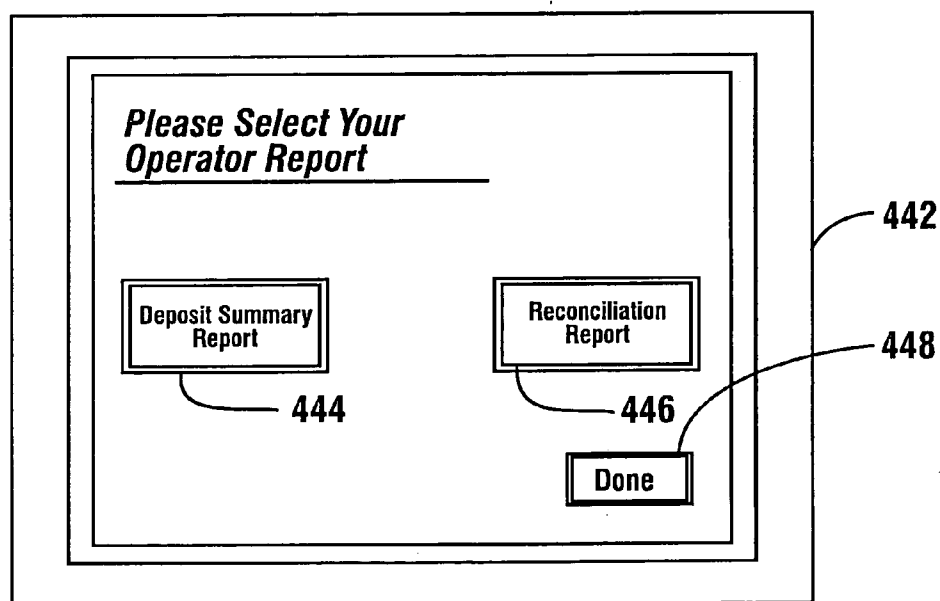 Please Select Your
Operator Report
442
Deposit Summary
Report
Reconciliation
Report
448
444
446
Done